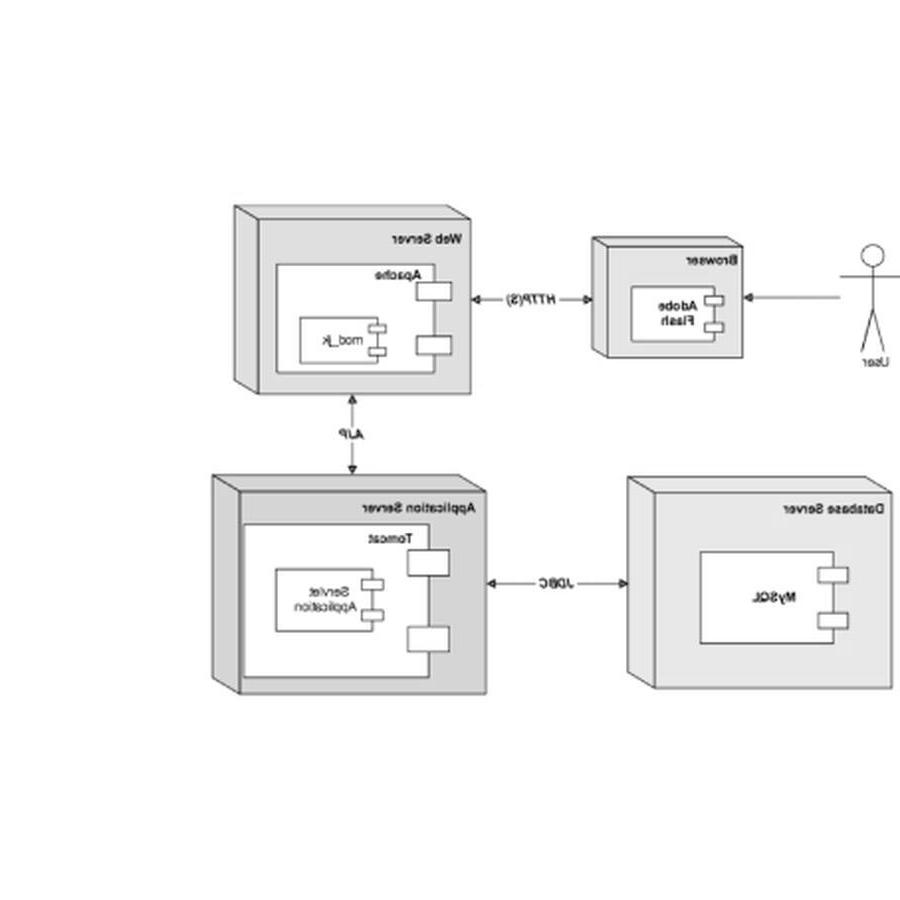 Web Server
Apache
mod_jk
HTTP(S)
Browser
Adobe
Flash
User
AJP
Application Server
Tomcat
Servlet
Application
JDBC
Database Server
MySQL